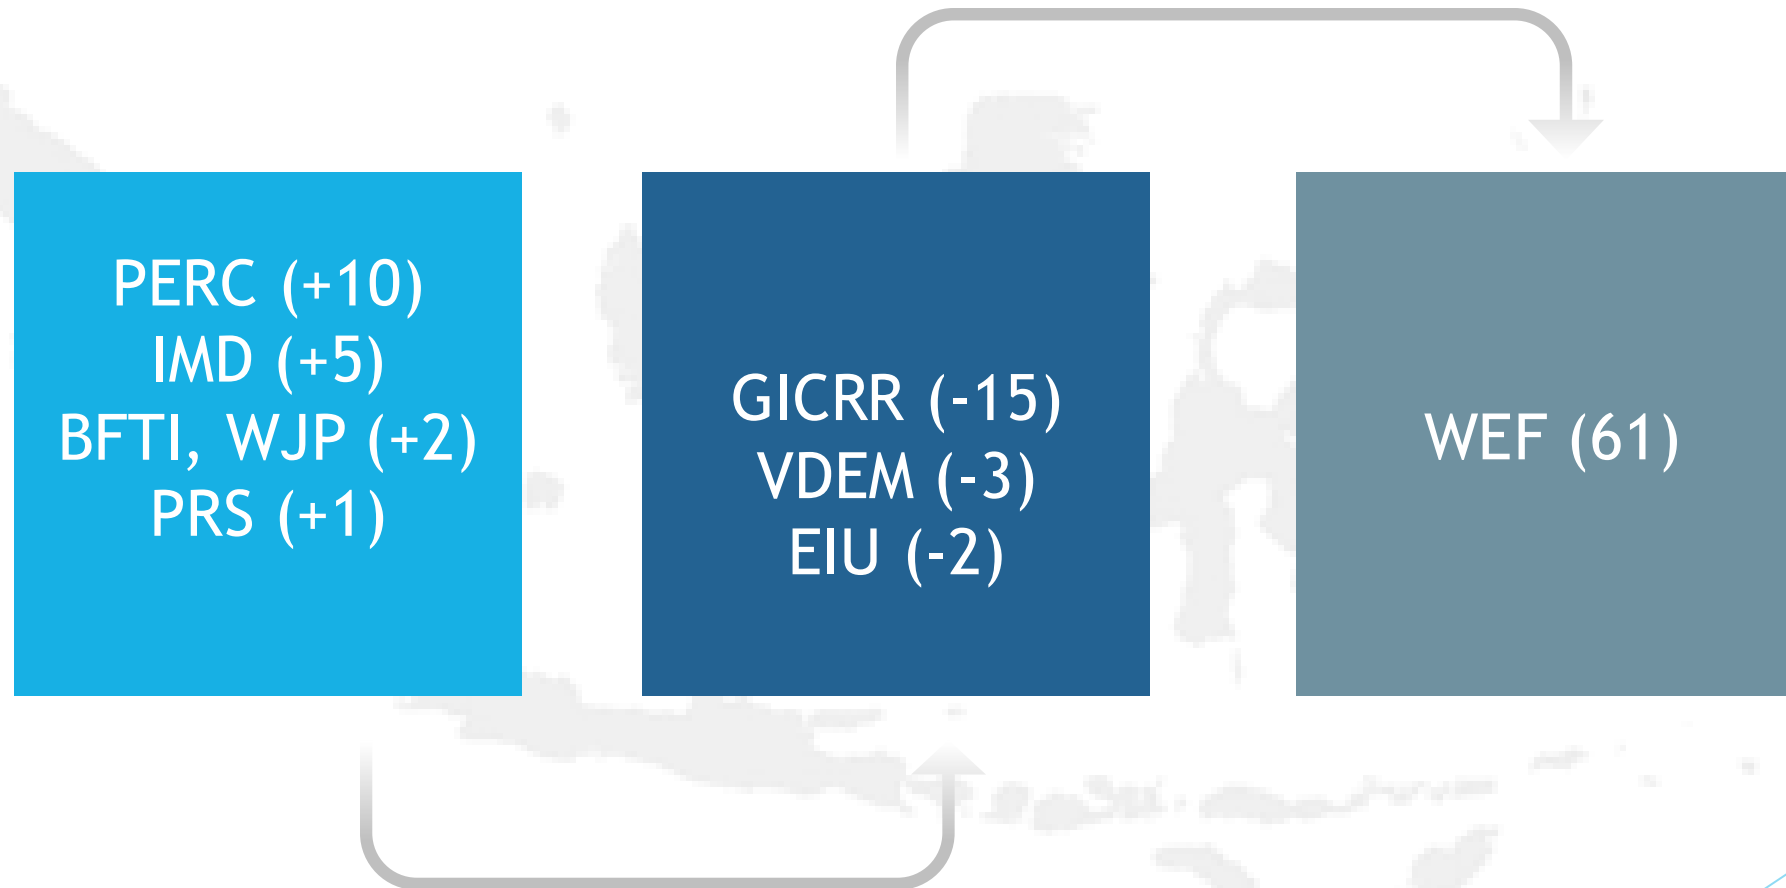 PERC (+10)
IMD (+5)
BFTI, WJP (+2)
PRS (+1)
GICRR (-15)
VDEM (-3)
EIU (-2)
WEF (61)